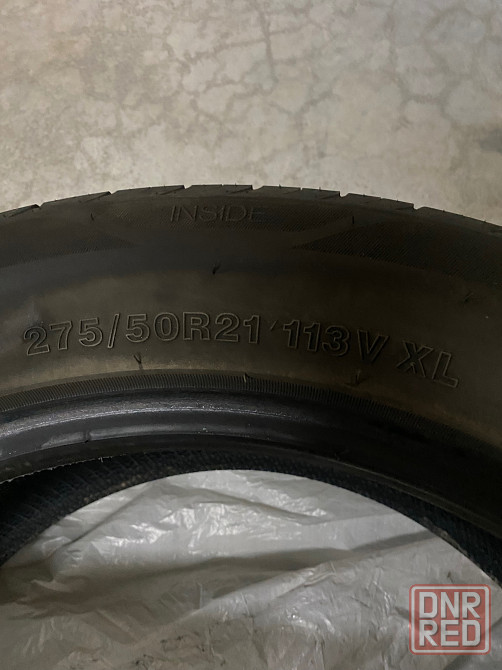 INSIDE
275/50R21 113V XL
DNR
RED